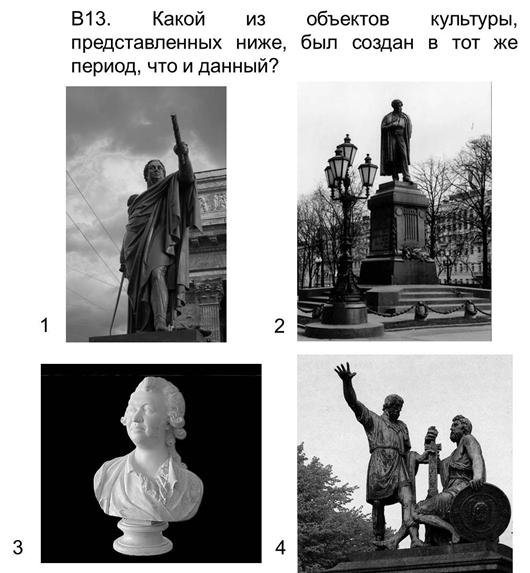 В13. Какой из объектов культуры,
представленных ниже, был создан в тот же
период, что и данный?
1
2
3
4